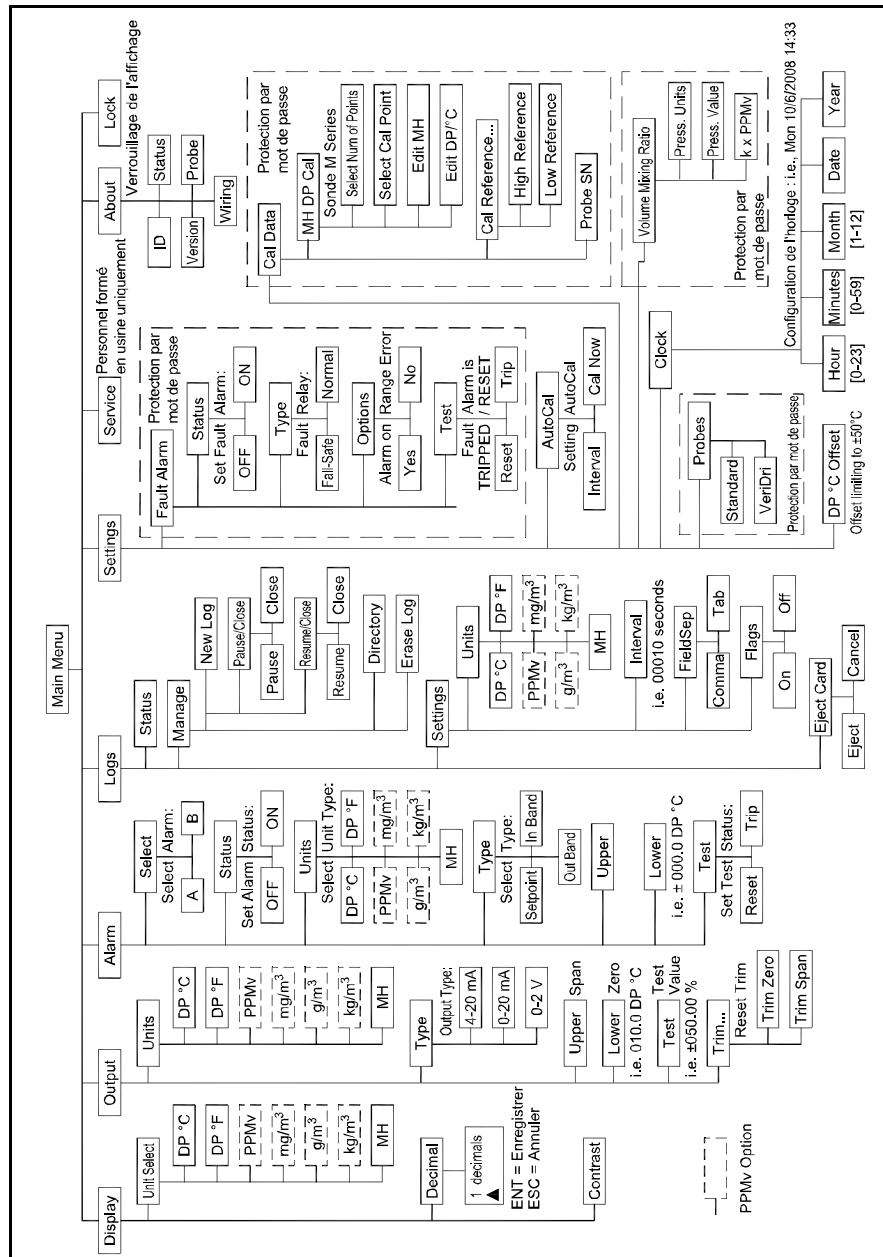 Main Menu
Display
Unit Select
DP °C
DP °F
PPMv
mg/m³
g/m³
kg/m³
MH
Decimal
1 decimals
▲
ENT = Enregistrer
ESC = Annuler
Contrast
PPMv Option
Output
Units
DP °C
DP °F
PPMv
mg/m³
g/m³
kg/m³
MH
Type
Output Type:
4-20 mA
0-20 mA
0-2 V
Upper
Span
Lower
Zero
i.e. 010.0 DP °C
Test
Test
Value
i.e. ±050.00 %
Trim...
Reset Trim
Trim Zero
Trim Span
Alarm
Select
Select Alarm:
A
B
Status
Set Alarm Status:
OFF
ON
Units
Select Unit Type:
DP °C
DP °F
PPMv
mg/m³
g/m³
kg/m³
MH
Type
Select Type:
Setpoint
In Band
Out Band
Upper
Lower
i.e. ± 000.0 DP °C
Test
Set Test Status:
Reset
Trip
Logs
Status
Manage
New Log
Pause/Close
Pause
Close
Resume/Close
Resume
Close
Directory
Erase Log
Settings
Units
DP °C
DP °F
PPMv
mg/m³
g/m³
kg/m³
MH
Interval
i.e. 00010 seconds
FieldSep
Comma
Tab
Flags
On
Off
Eject Card
Eject
Cancel
Settings
Fault Alarm
Protection par
mot de passe
Status
Set Fault Alarm:
OFF
ON
Type
Fault Relay:
Fail-Safe
Normal
Options
Alarm on Range Error
Yes
No
Test
Fault Alarm is
TRIPPED / RESET
Reset
Trip
AutoCal
Setting AutoCal
Interval
Cal Now
Cal Data
Protection par
mot de passe
MH DP Cal
Sonde M Series
Select Num of Points
Select Cal Point
Edit MH
Edit DP/°C
Cal Reference...
High Reference
Low Reference
Probe SN
Volume Mixing Ratio
Press. Units
Press. Value
k x PPMv
Protection par
mot de passe
Clock
Configuration de l'horloge : i.e., Mon 10/6/2008 14:33
Hour
Minutes
Month
Date
Year
[0-23]
[0-59]
[1-12]
Probes
Standard
VeriDri
Protection par mot de passe
DP °C Offset
Offset limiting to ±50°C
Service
Personnel formé
en usine uniquement
About
ID
Status
Version
Probe
Wiring
Lock
Verrouillage de l'affichage